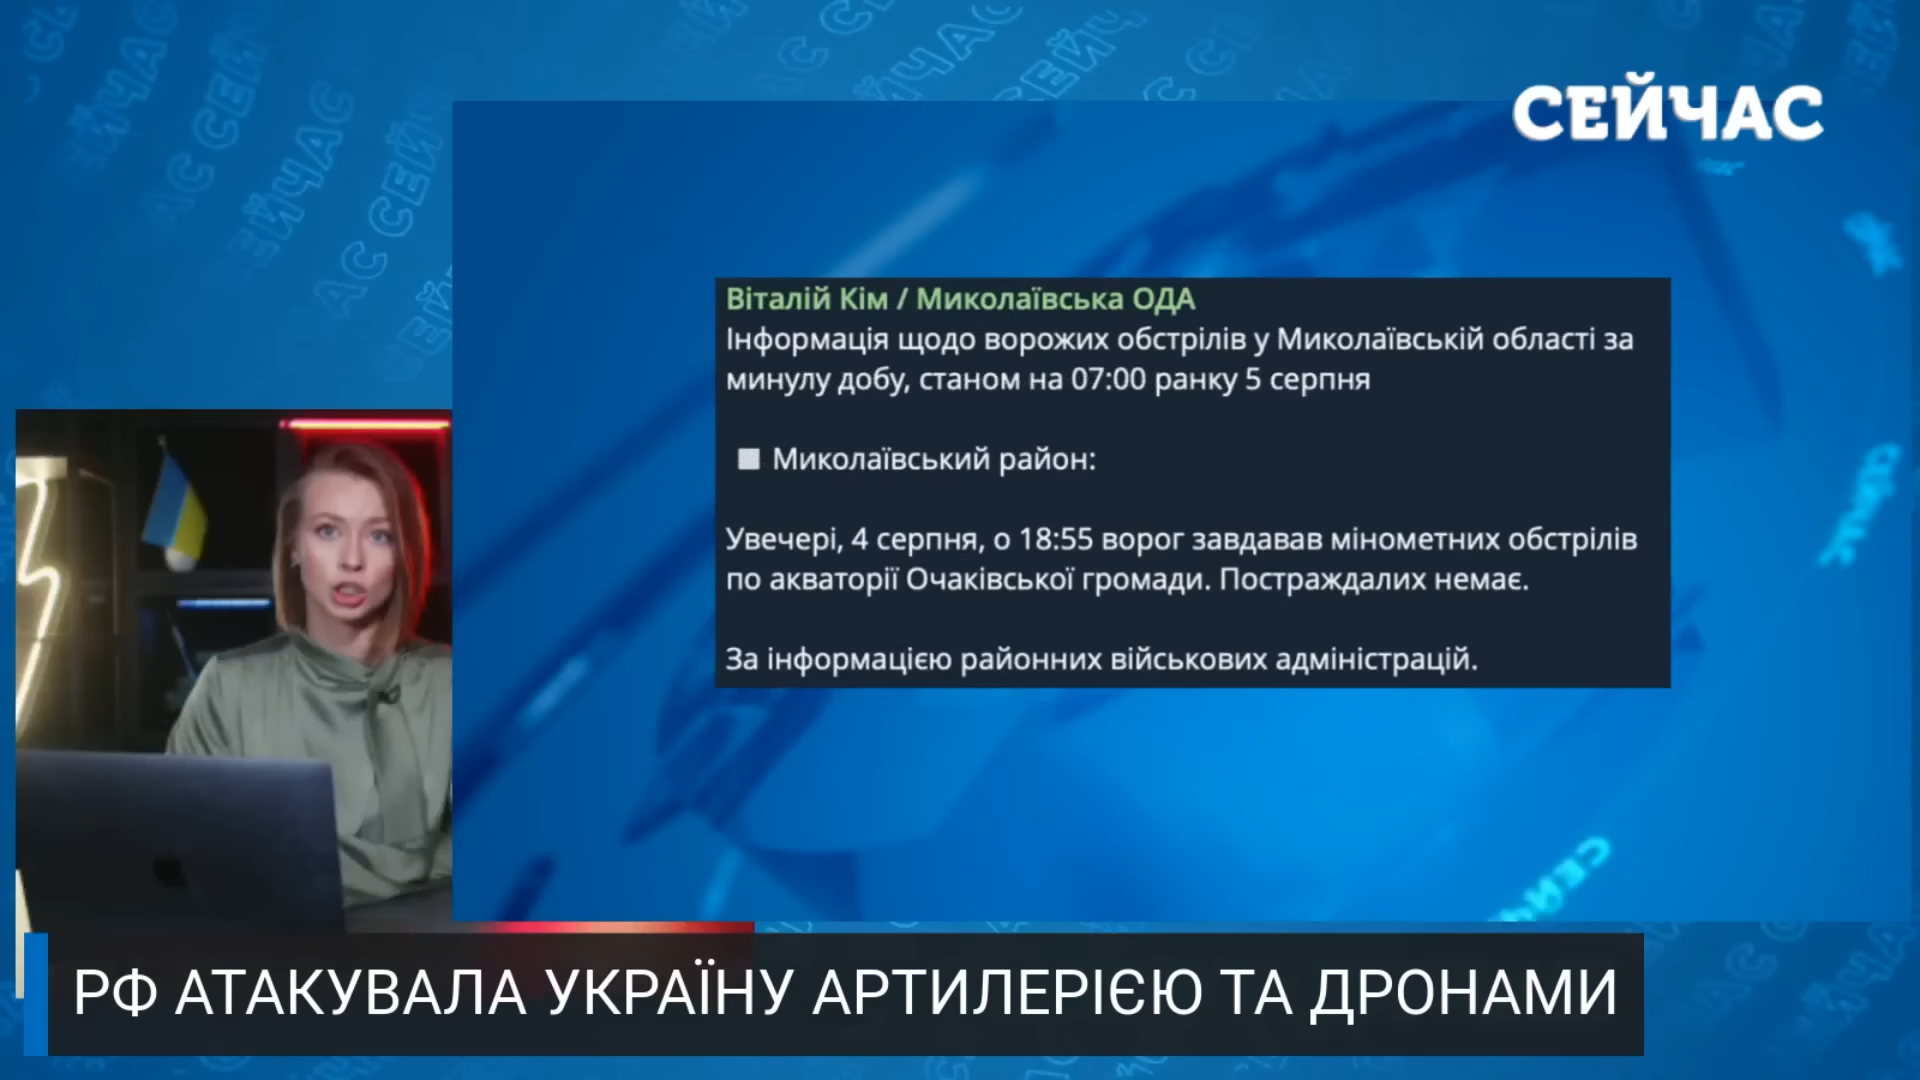 СЕЙЧАС
Віталій Кім / Миколаївська ОДА
Інформація щодо ворожих обстрілів у Миколаївській області за
минулу добу, станом на 07:00 ранку 5 серпня
Миколаївський район:
Увечері, 4 серпня, о 18:55 ворог завдавав мінометних обстрілів
по акваторії Очаківської громади. Постраждалих немає.
За інформацією районних військових адміністрацій.
РФ АТАКУВАЛА УКРАЇНУ АРТИЛЕРІЄЮ ТА ДРОНАМИ